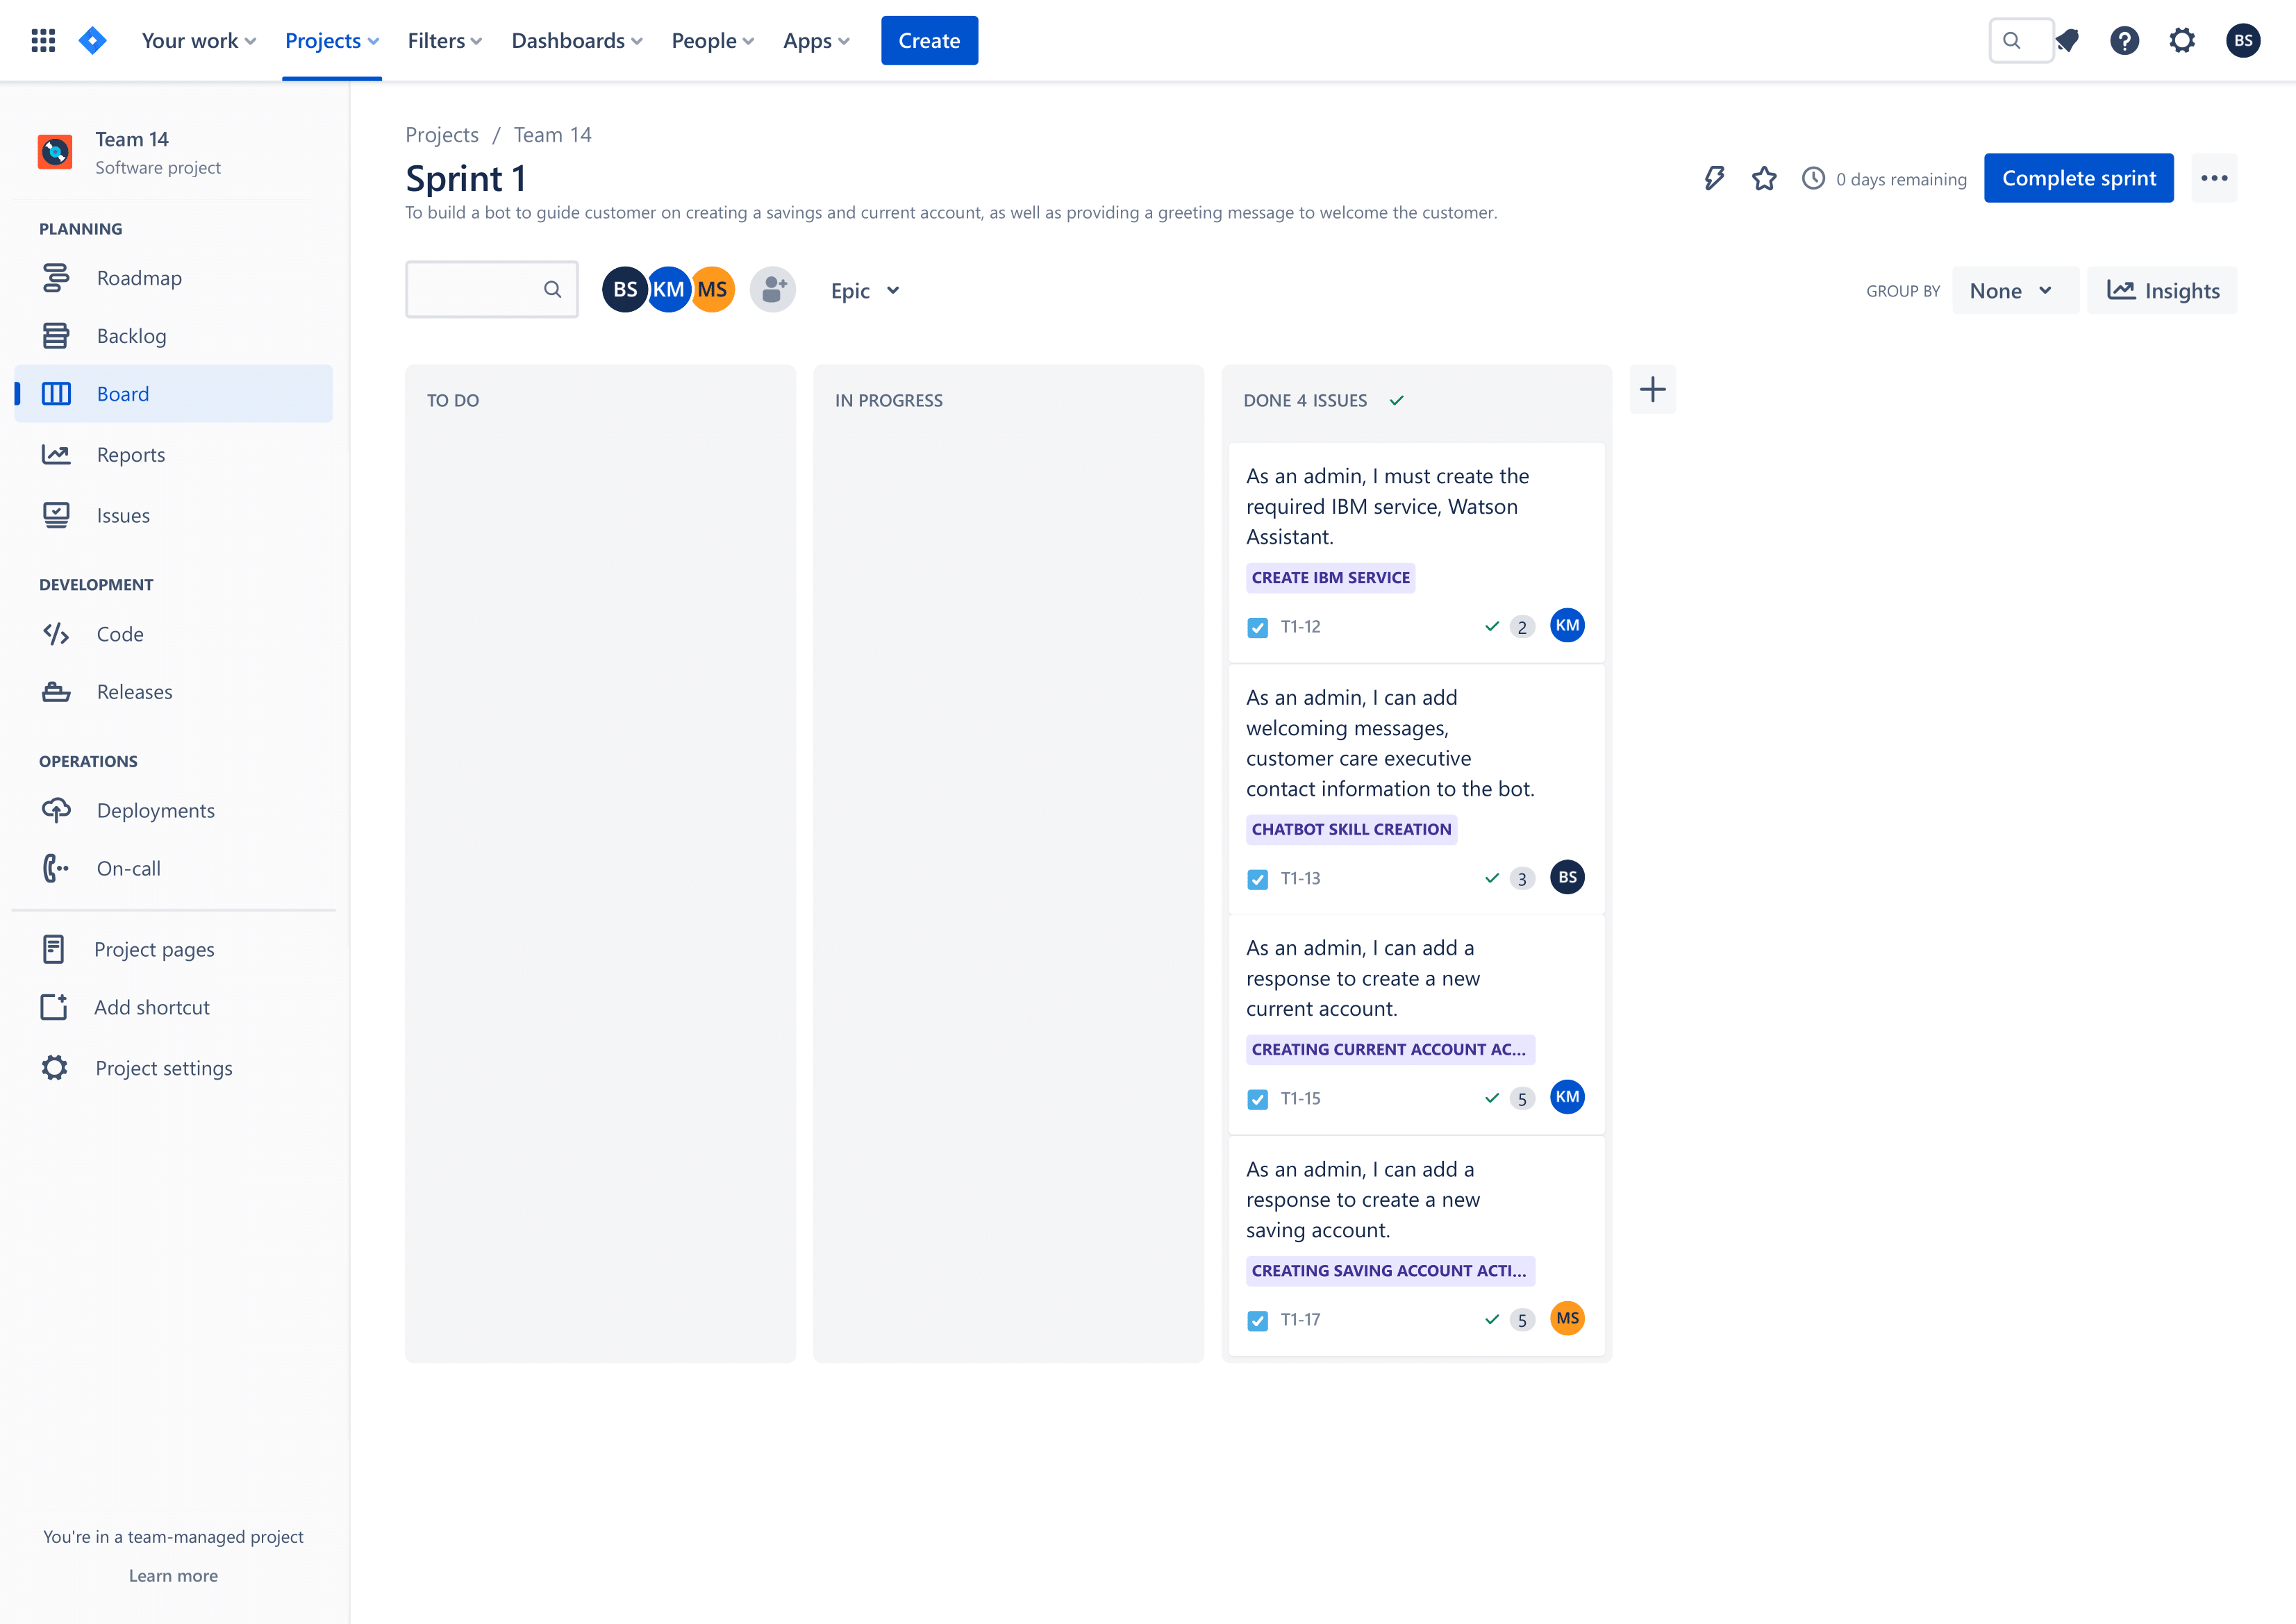 Your work
Projects
Filters
Dashboards
People
Apps
Create
BS
Team 14
Software project
PLANNING
Roadmap
Backlog
Board
Reports
Issues
DEVELOPMENT
Code
Releases
OPERATIONS
Deployments
On-call
Project pages
Add shortcut
Project settings
You're in a team-managed project
Learn more
Projects / Team 14
Sprint 1
0 days remaining
Complete sprint
To build a bot to guide customer on creating a savings and current account, as well as providing a greeting message to welcome the customer.
BS KM MS
Epic
GROUP BY
None
Insights
TO DO
IN PROGRESS
DONE 4 ISSUES
As an admin, I must create the
required IBM service, Watson
Assistant.
CREATE IBM SERVICE
T1-12 2 KM
As an admin, I can add
welcoming messages,
customer care executive
contact information to the bot.
CHATBOT SKILL CREATION
T1-13 3 BS
As an admin, I can add a
response to create a new
current account.
CREATING CURRENT ACCOUNT AC...
T1-15 5 KM
As an admin, I can add a
response to create a new
saving account.
CREATING SAVING ACCOUNT ACTI...
T1-17 5 MS